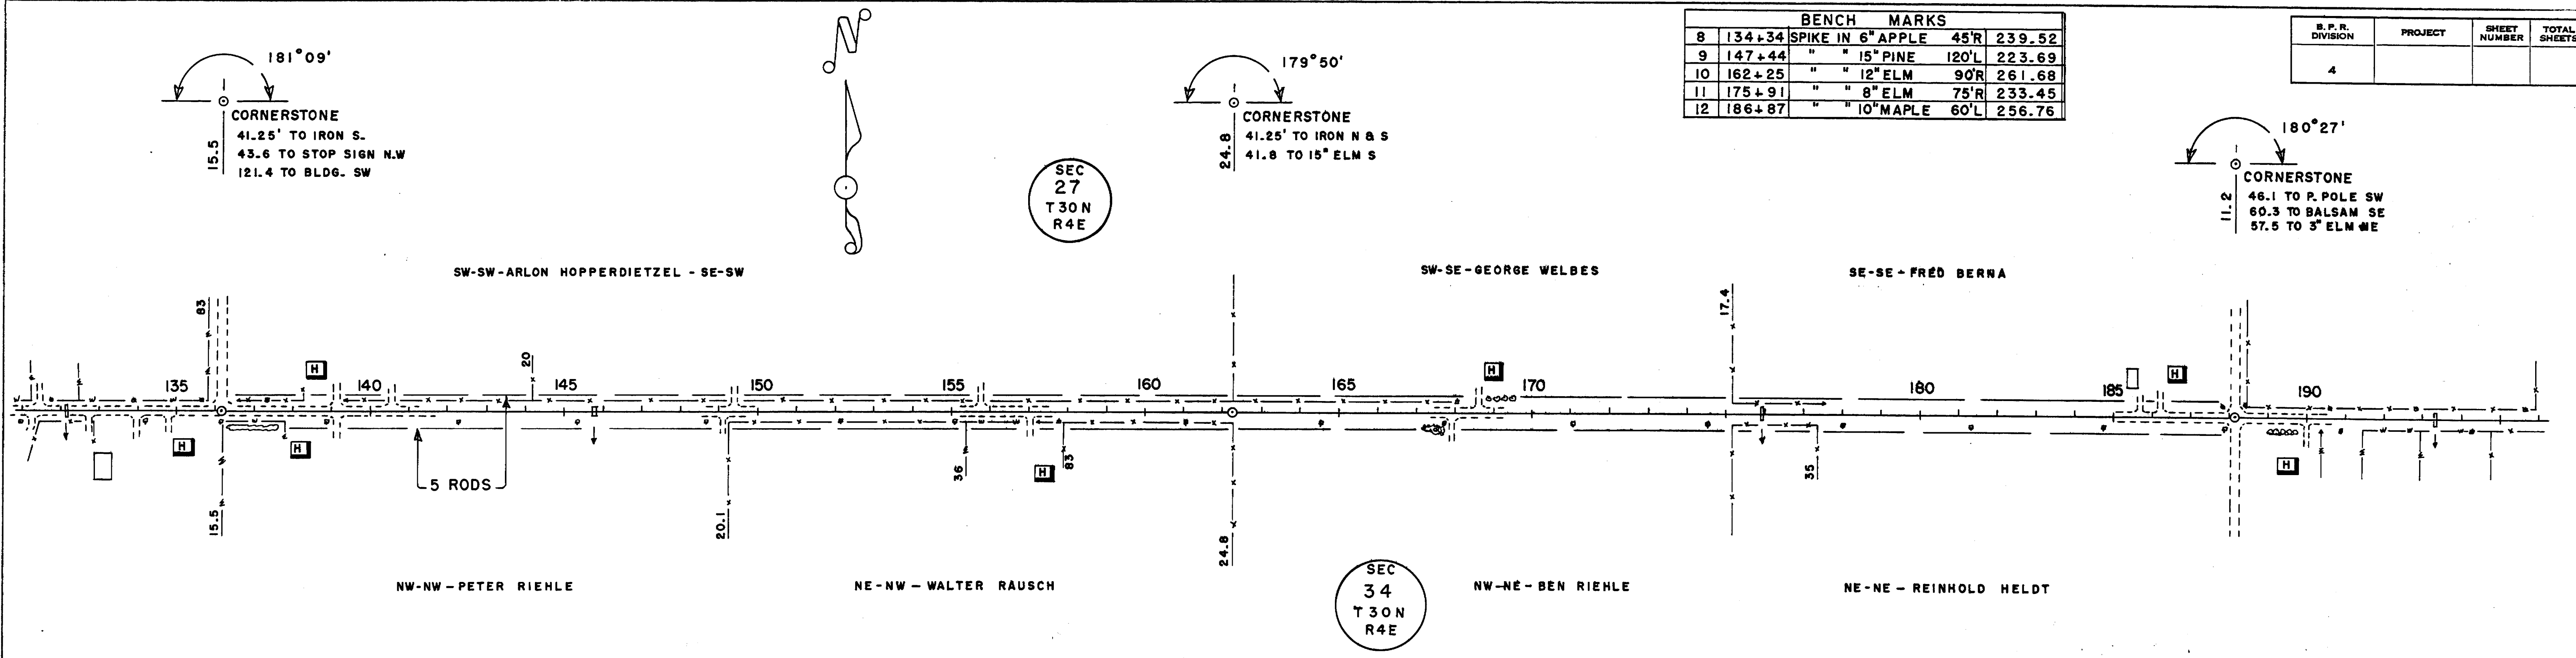 BENCH MARKS
8 134+34 SPIKE IN 6" APPLE 45'R 239.52
9 147+44 " " 15" PINE 120'L 223.69
10 162+25 " " 12" ELM 90'R 261.68
11 175+91 " " 8" ELM 75'R 233.45
12 186+87 " " 10" MAPLE 60'L 256.76
B.P.R. DIVISION PROJECT SHEET NUMBER TOTAL SHEETS
4
N
181°09'
CORNERSTONE
41.25' TO IRON S.
43.6 TO STOP SIGN N.W
121.4 TO BLDG. SW
15.5
179°50'
CORNERSTONE
41.25' TO IRON N & S
41.8 TO 15" ELM S
24.8
180°27'
CORNERSTONE
46.1 TO P. POLE SW
60.3 TO BALSAM SE
57.5 TO 3" ELM NE
11.2
SEC
27
T30N
R4E
SW-SW-ARLON HOPPERDIETZEL - SE-SW
SW-SE-GEORGE WELBES
SE-SE-FRED BERNA
83
20
17.4
H
H
H
135 140 145 150 155 160 165 170 180 185 190
H
H
H
H
5 RODS
15.5
20.1
36
83
24.8
35
NW-NW-PETER RIEHLE
NE-NW-WALTER RAUSCH
NW-NE-BEN RIEHLE
NE-NE-REINHOLD HELDT
SEC
34
T30N
R4E